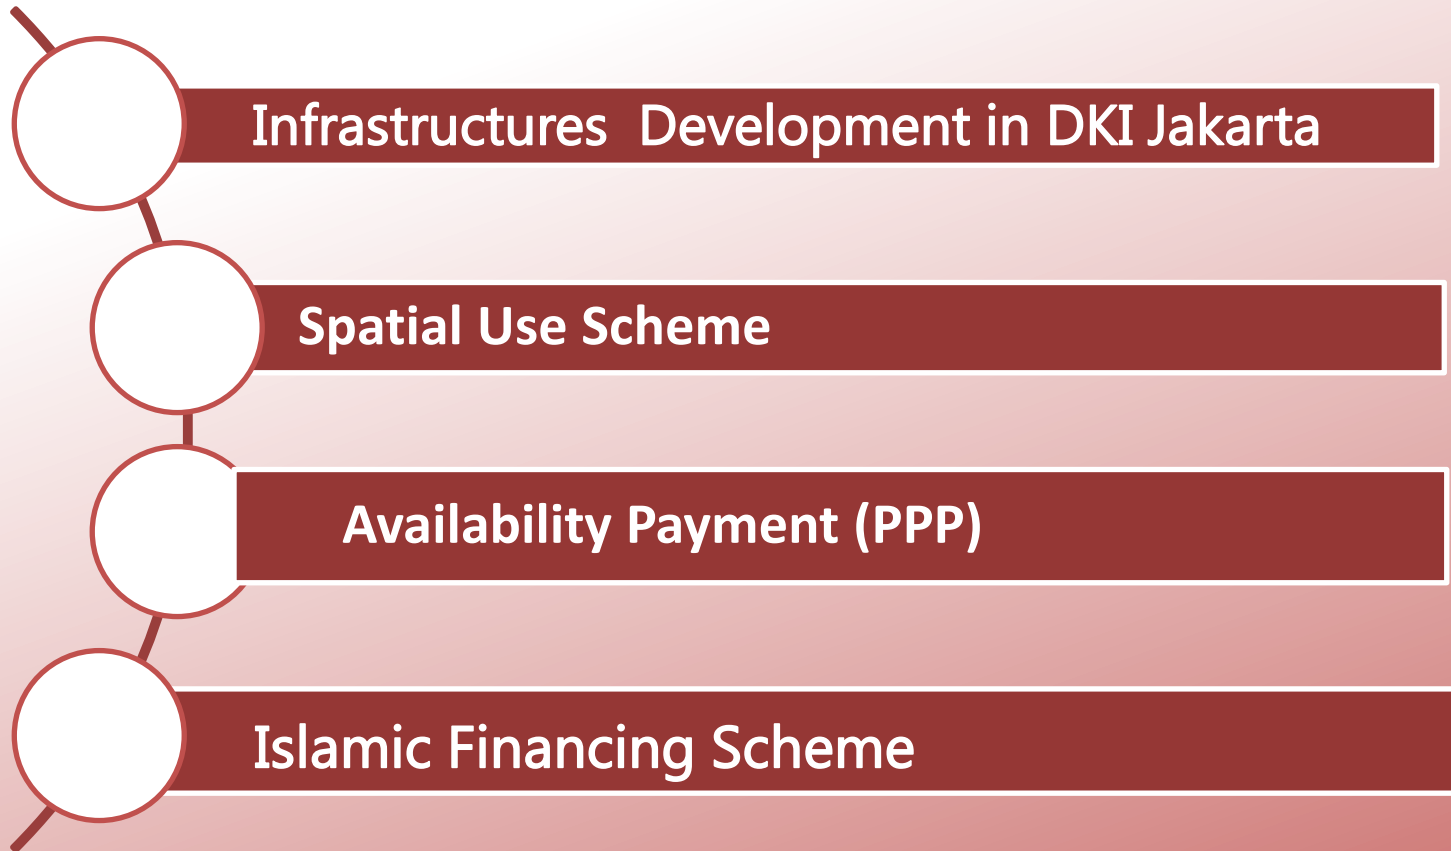 Infrastructures  Development in DKI Jakarta
Spatial Use Scheme
Availability Payment (PPP)
Islamic Financing Scheme